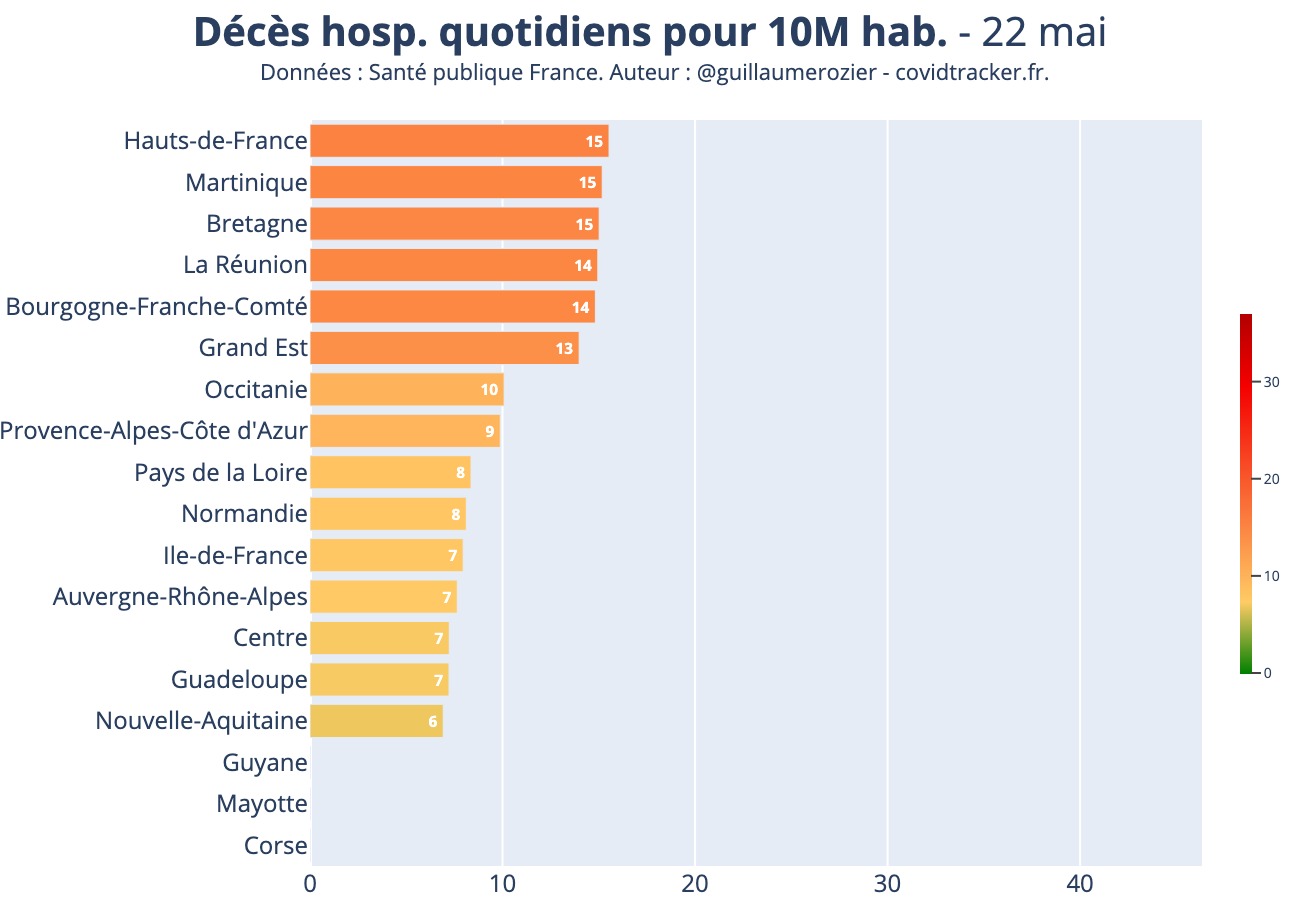 Décès hosp. quotidiens pour 10M hab. - 22 mai
Données : Santé publique France. Auteur : @guillaumerozier - covidtracker.fr.
Hauts-de-France 15
Martinique 15
Bretagne 15
La Réunion 14
Bourgogne-Franche-Comté 14
Grand Est 13
Occitanie 10
Provence-Alpes-Côte d'Azur 9
Pays de la Loire 8
Normandie 8
Ile-de-France 7
Auvergne-Rhône-Alpes 7
Centre 7
Guadeloupe 7
Nouvelle-Aquitaine 6
Guyane
Mayotte
Corse
0 10 20 30 40
30
20
10
0